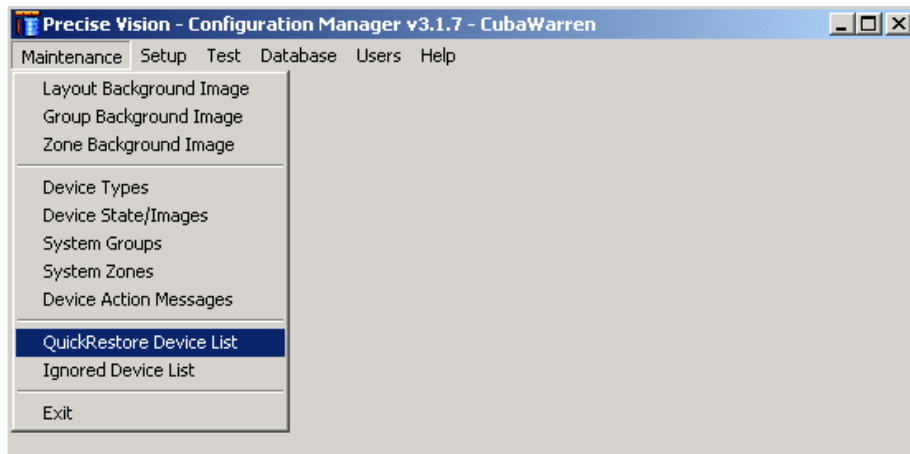 Precise Vision - Configuration Manager v3.1.7 - CubaWarren
Maintenance Setup Test Database Users Help
Layout Background Image
Group Background Image
Zone Background Image
Device Types
Device State/Images
System Groups
System Zones
Device Action Messages
QuickRestore Device List
Ignored Device List
Exit